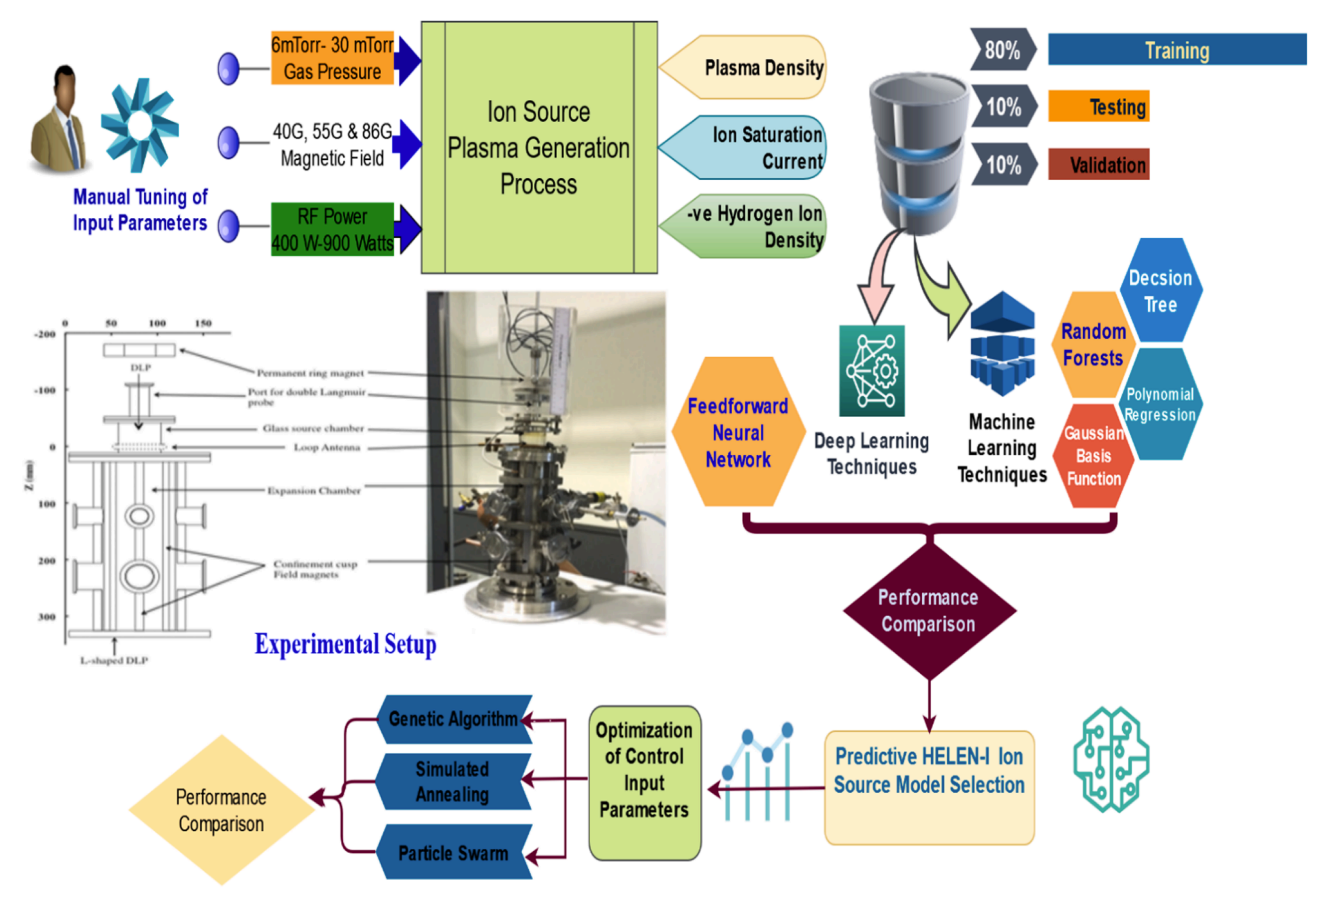 6mTorr- 30 mTorr
Gas Pressure
40G, 55G & 86G
Magnetic Field
RF Power
400 W-900 Watts
Manual Tuning of
Input Parameters
Ion Source
Plasma Generation
Process
Plasma Density
Ion Saturation
Current
-ve Hydrogen Ion
Density
80%
Training
10%
Testing
10%
Validation
Decsion
Tree
Random
Forests
Polynomial
Regression
Gaussian
Basis
Function
Machine
Learning
Techniques
Deep Learning
Techniques
Feedforward
Neural
Network
0 50 100 150
-200
-100
0
100
200
300
Z (mm)
DLP
Permanent ring magnet
Port for double Langmuir
probe
Glass source chamber
Loop Antenna
Expansion Chamber
Confinement cusp
Field magnets
L-shaped DLP
Experimental Setup
Performance
Comparison
Predictive HELEN-I Ion
Source Model Selection
Optimization
of Control
Input
Parameters
Genetic Algorithm
Simulated
Annealing
Particle Swarm
Performance
Comparison